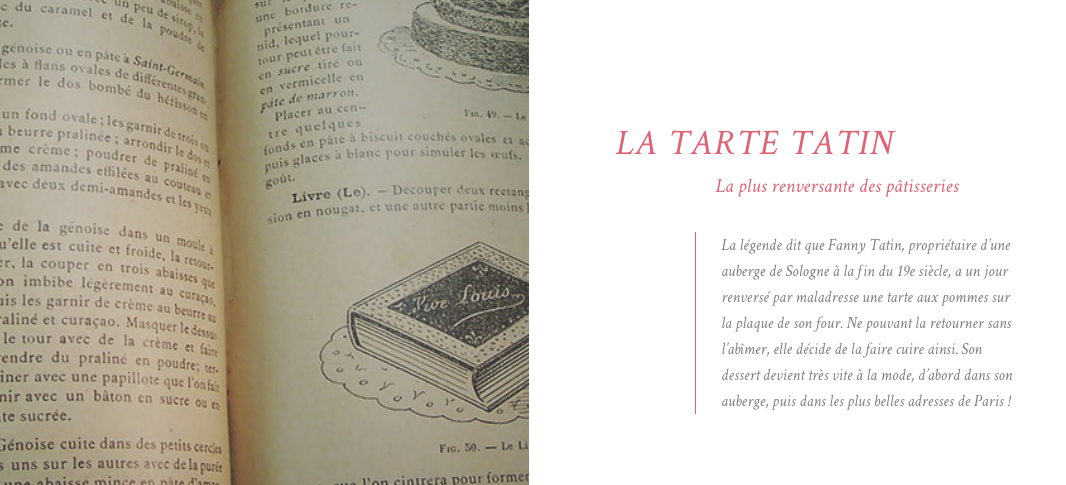 un peu de sirop, la
du caramel et de la poudre de
te.
génoise ou en pâte à Saint-Germain,
les à flans ovales de différentes gran-
rmer le dos bombé du hérisson en
un fond ovale ; les garnir de trois ou
beurre pralinée ; arrondir le dos et
me crème ; poudrer de praliné et
des amandes effilées au couteau et
avec deux demi-amandes et les yeux
e de la génoise dans un moule à
u'elle est cuite et froide, la retour-
er, la couper en trois abaisses que
on imbibe légèrement au curaçao,
uis les garnir de crème au beurre au
raliné et curaçao. Masquer le dessus
le tour avec de la crème et faire
rendre du praliné en poudre ; ter-
iner avec une papillote que l'on fait
nir avec un bâton en sucre ou en
te sucrée.
Génoise cuite dans des petits cercles
s uns sur les autres avec de la purée
une abaisse mince en pâte d'aman
une bordure re-
présentant un
nid, lequel pour-
tour peut être fait
en sucre tiré ou
en vermicelle en
pâte de marron.
Placer au cen-
tre quelques
fonds en pâte à biscuit couchés ovales et
puis glacés à blanc pour simuler les œufs.
goût.
Fig. 49. — Le
Livre (Le). — Découper deux rectang
sion en nougat, et une autre partie moins
Vive Louis
Fig. 50. — Le Li
que l'on cintrera pour former
LA TARTE TATIN
La plus renversante des pâtisseries
La légende dit que Fanny Tatin, propriétaire d'une
auberge de Sologne à la fin du 19e siècle, a un jour
renversé par maladresse une tarte aux pommes sur
la plaque de son four. Ne pouvant la retourner sans
l'abîmer, elle décide de la faire cuire ainsi. Son
dessert devient très vite à la mode, d'abord dans son
auberge, puis dans les plus belles adresses de Paris !